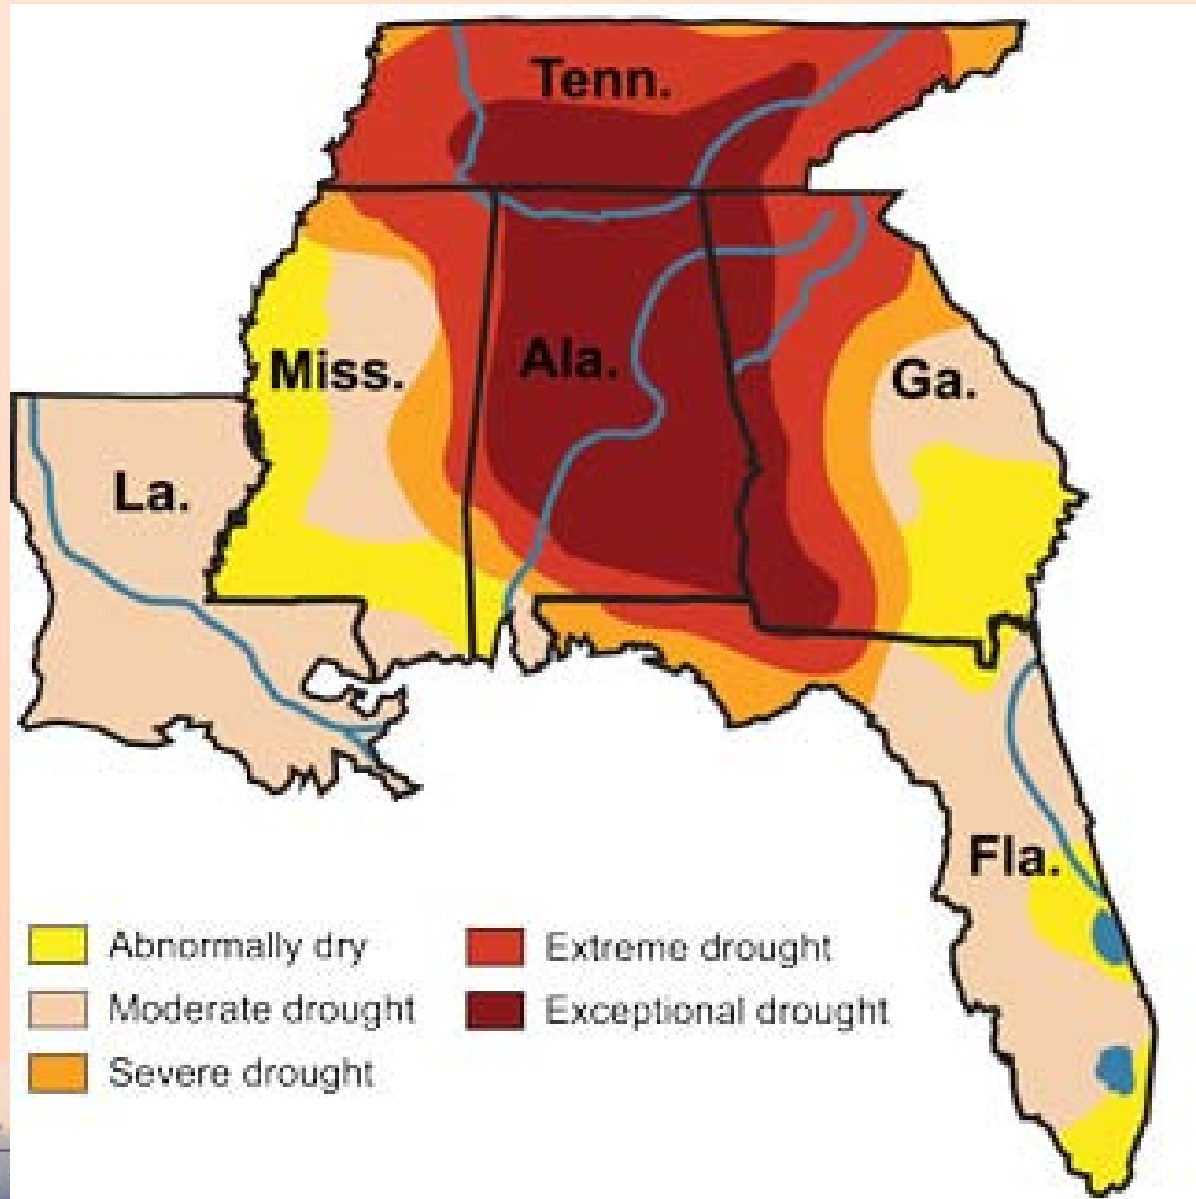 Tenn.
Miss.
Ala.
Ga.
La.
Fla.
Abnormally dry
Moderate drought
Severe drought
Extreme drought
Exceptional drought